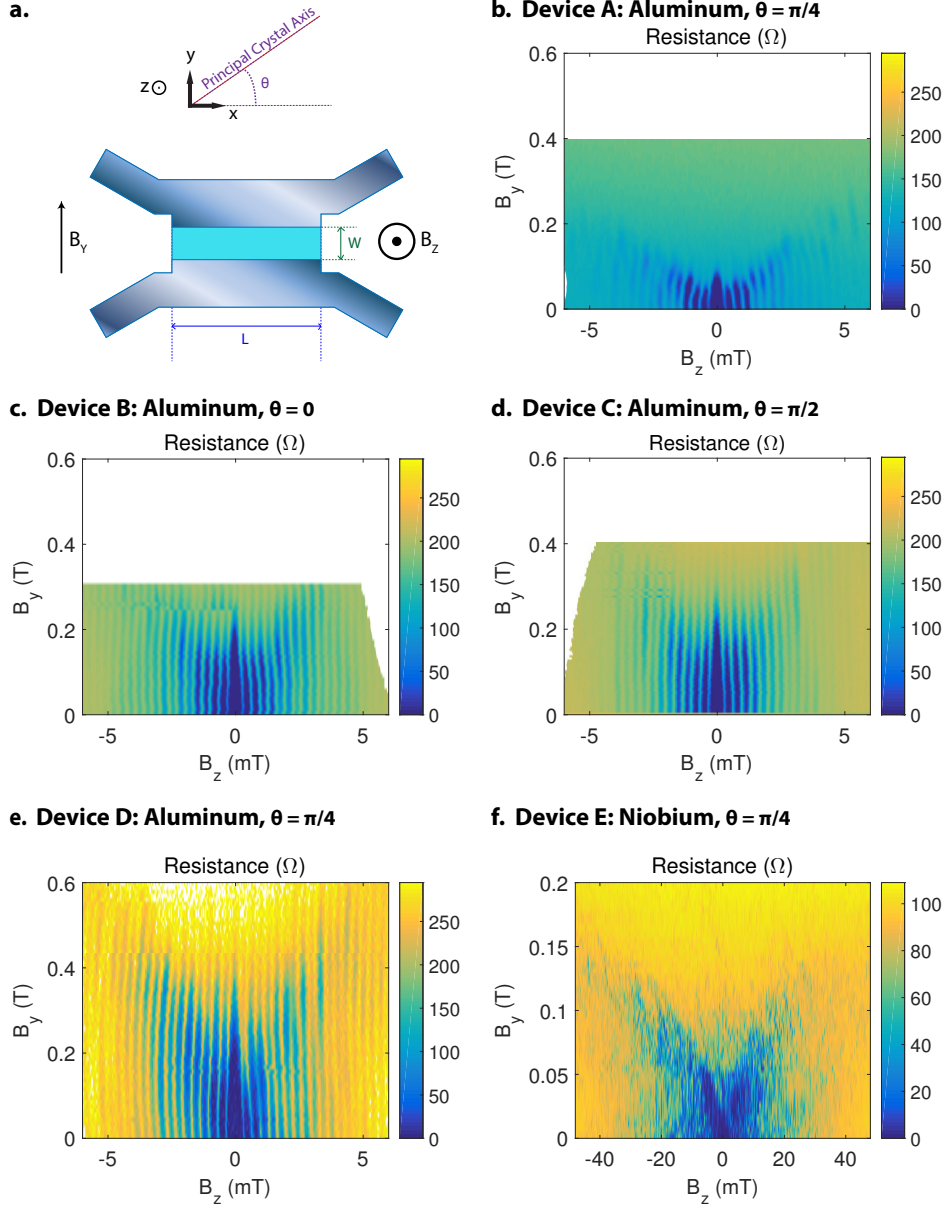 a.
y
Principal Crystal Axis
z
θ
x
B_Y
W
B_Z
L
b. Device A: Aluminum, θ = π/4
Resistance (Ω)
0.6
0.4
0.2
0
B_y (T)
-5 0 5
B_z (mT)
250
200
150
100
50
0
c. Device B: Aluminum, θ = 0
Resistance (Ω)
0.6
0.4
0.2
0
B_y (T)
-5 0 5
B_z (mT)
250
200
150
100
50
0
d. Device C: Aluminum, θ = π/2
Resistance (Ω)
0.6
0.4
0.2
0
B_y (T)
-5 0 5
B_z (mT)
250
200
150
100
50
0
e. Device D: Aluminum, θ = π/4
Resistance (Ω)
0.6
0.4
0.2
0
B_y (T)
-5 0 5
B_z (mT)
250
200
150
100
50
0
f. Device E: Niobium, θ = π/4
Resistance (Ω)
0.2
0.15
0.1
0.05
0
B_y (T)
-40 -20 0 20 40
B_z (mT)
100
80
60
40
20
0